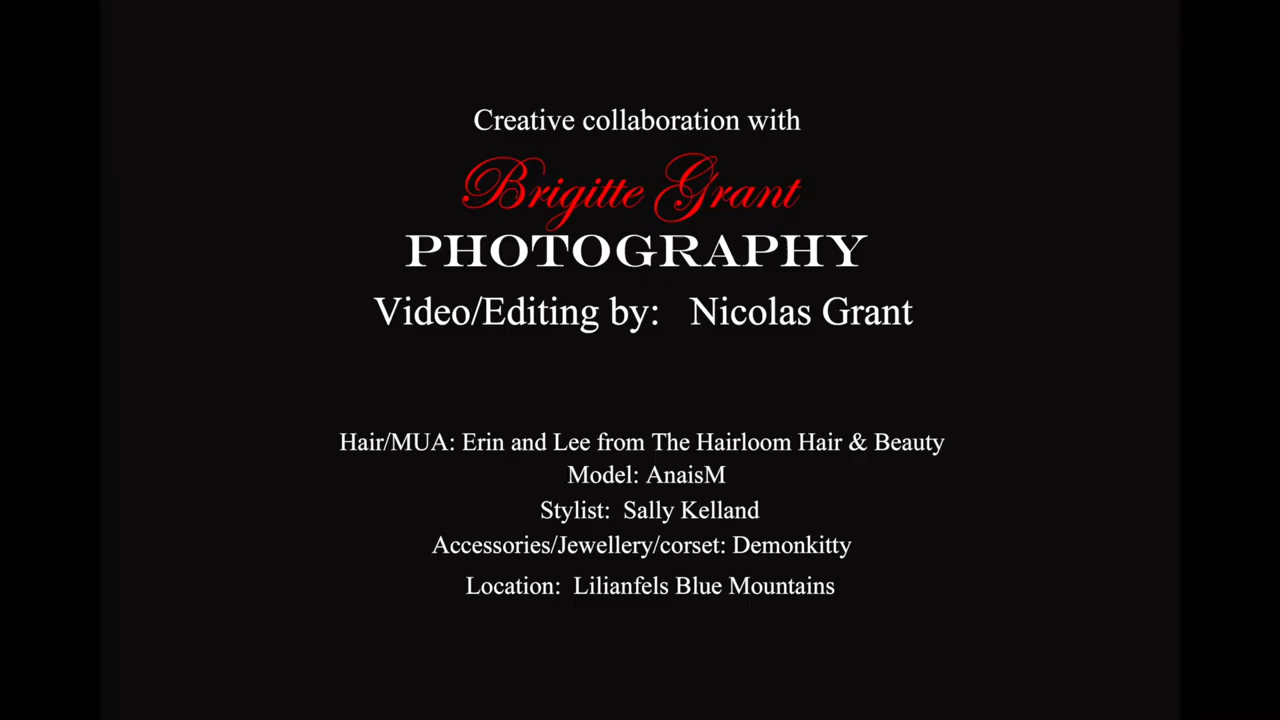 Creative collaboration with
Brigitte Grant
PHOTOGRAPHY
Video/Editing by: Nicolas Grant
Hair/MUA: Erin and Lee from The Hairloom Hair & Beauty
Model: AnaisM
Stylist: Sally Kelland
Accessories/Jewellery/corset: Demonkitty
Location: Lilianfels Blue Mountains